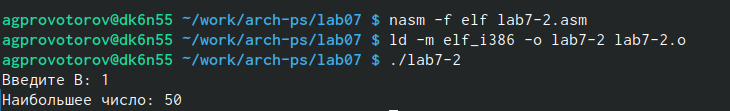 agprovotorov@dk6n55 ~/work/arch-ps/lab07 $ nasm -f elf lab7-2.asm
agprovotorov@dk6n55 ~/work/arch-ps/lab07 $ ld -m elf_i386 -o lab7-2 lab7-2.o
agprovotorov@dk6n55 ~/work/arch-ps/lab07 $ ./lab7-2
Введите B: 1
Наибольшее число: 50